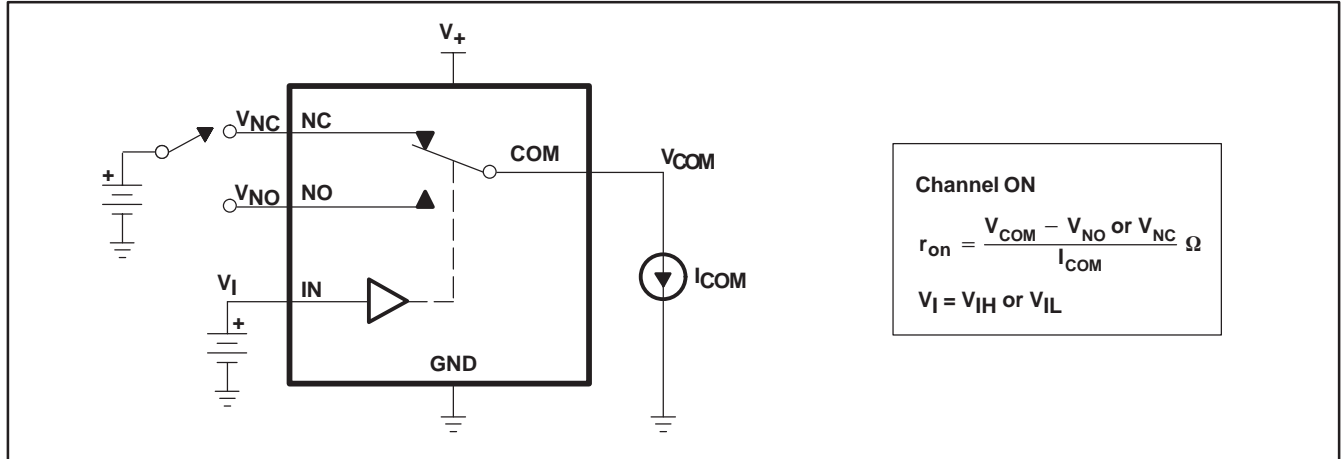 V+
VNC NC
COM
VCOM
+
VNO NO
VI
IN
+
ICOM
GND
Channel ON
ron = VCOM − VNO or VNC / ICOM Ω
VI = VIH or VIL